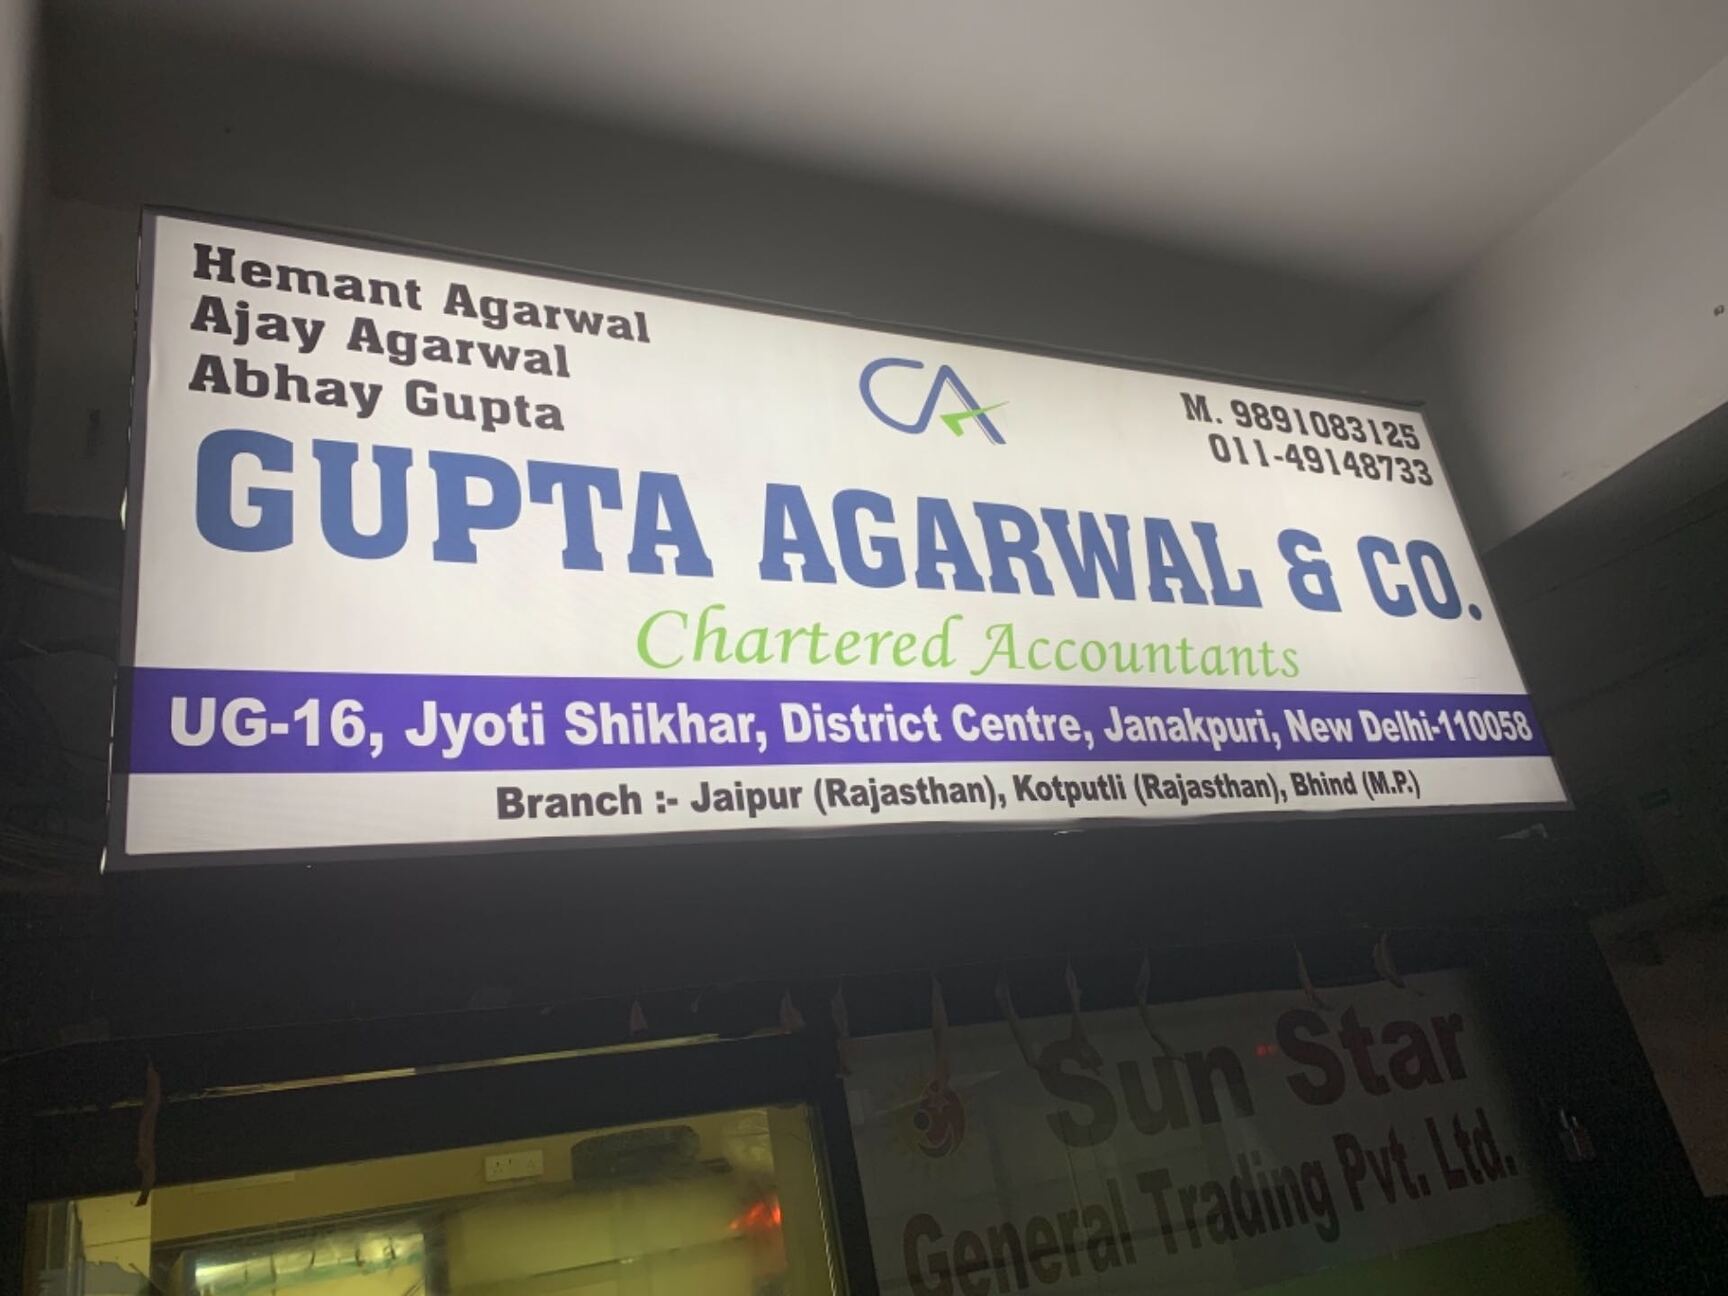 Hemant Agarwal
Ajay Agarwal
Abhay Gupta
CA
M. 9891083125
011-49148733
GUPTA AGARWAL & CO.
Chartered Accountants
UG-16, Jyoti Shikhar, District Centre, Janakpuri, New Delhi-110058
Branch :- Jaipur (Rajasthan), Kotputli (Rajasthan), Bhind (M.P.)
Sun Star
General Trading Pvt. Ltd.